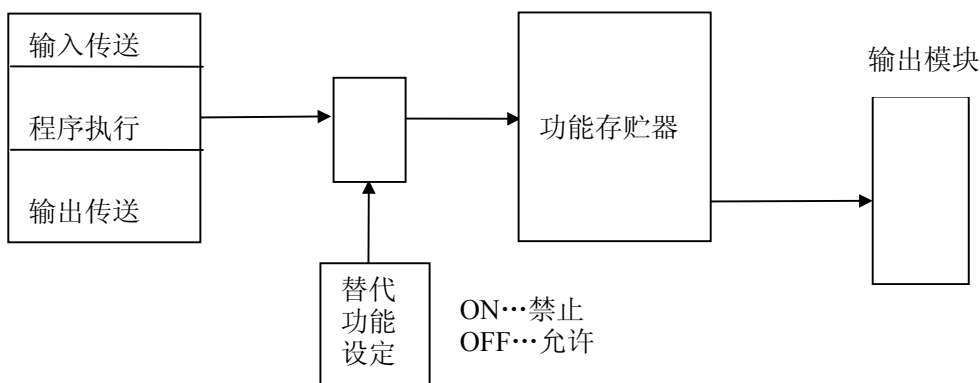 输入传送
程序执行
输出传送
功能存贮器
输出模块
替代
功能
设定
ON…禁止
OFF…允许